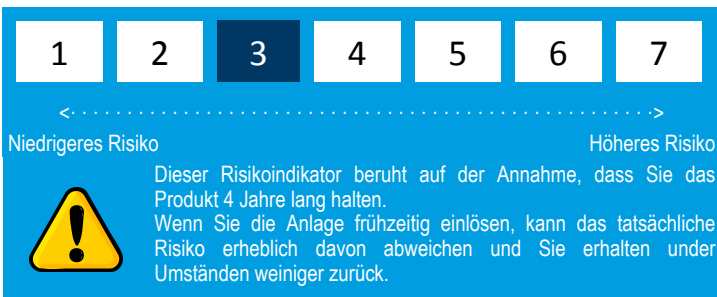 1 2 3 4 5 6 7
<· · · · · · · · · · · · · · · · · · · · · · · · · · · · · · · · · · · · · · · · · · · · · · · · · · · ·>
Niedrigeres Risiko Höheres Risiko
Dieser Risikoindikator beruht auf der Annahme, dass Sie das
Produkt 4 Jahre lang halten.
Wenn Sie die Anlage frühzeitig einlösen, kann das tatsächliche
Risiko erheblich davon abweichen und Sie erhalten under
Umständen weiniger zurück.